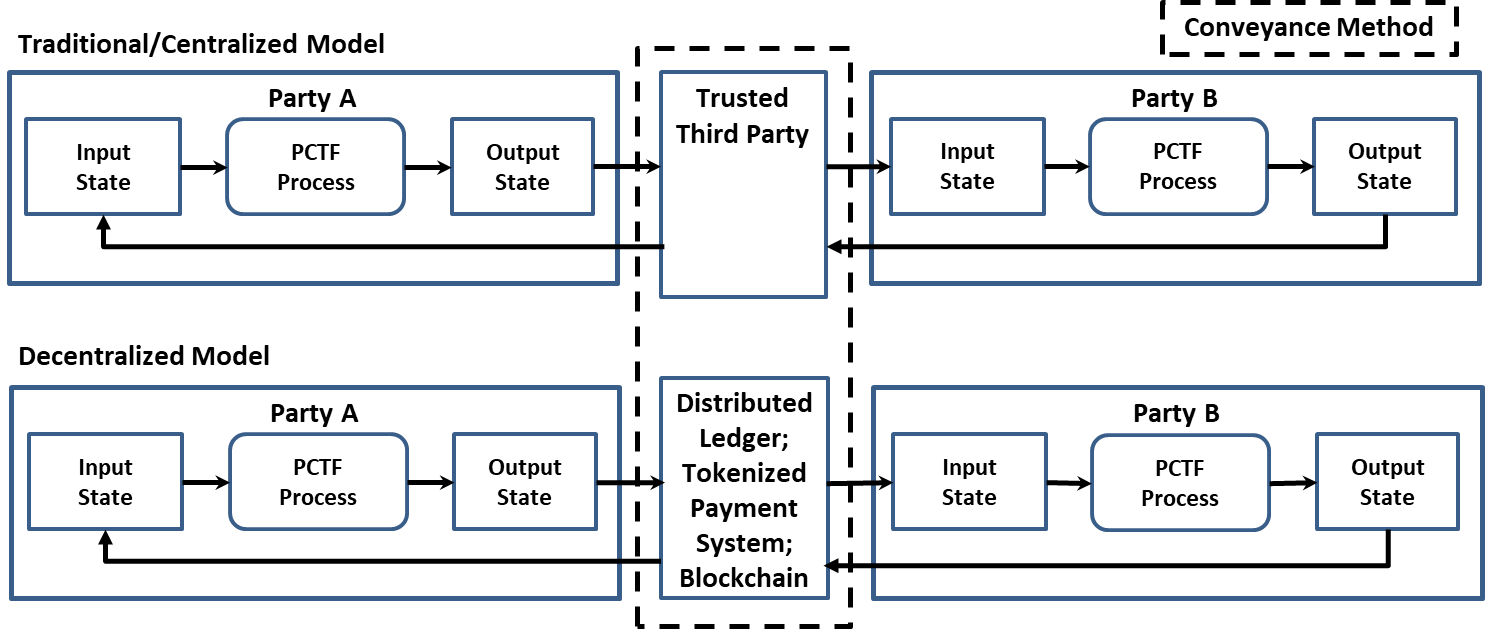 Conveyance Method
Traditional/Centralized Model
Party A
Input
State
PCTF
Process
Output
State
Trusted
Third Party
Party B
Input
State
PCTF
Process
Output
State
Decentralized Model
Party A
Input
State
PCTF
Process
Output
State
Distributed
Ledger;
Tokenized
Payment
System;
Blockchain
Party B
Input
State
PCTF
Process
Output
State